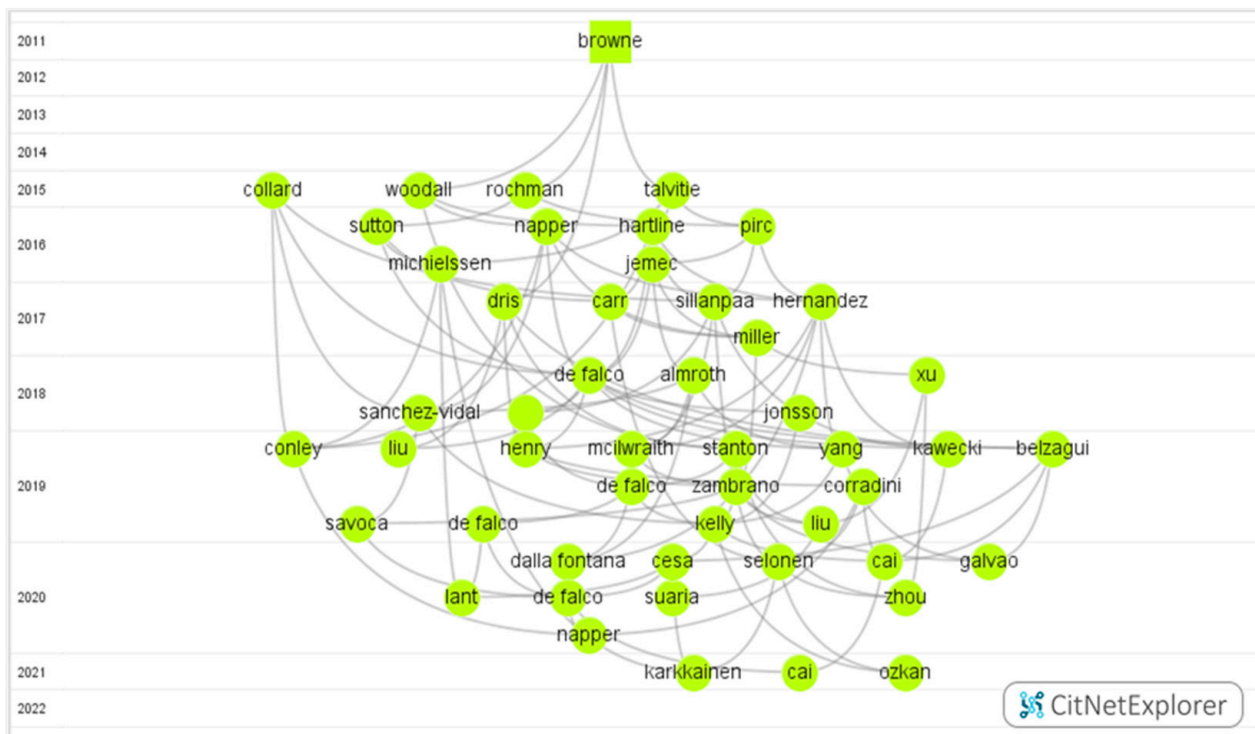 2011 browne
2012
2013
2014
2015 collard woodall rochman talvitie
sutton napper hartline pirc
2016
michielssen jemec
dris carr sillanpaa hernandez
2017
miller
de falco almroth xu
2018
sanchez-vidal jonsson
conley liu henry mcilwraith stanton yang kawecki belzagui
2019 de falco zambrano corradini
savoca de falco kelly liu
dalla fontana cesa selonen cai galvao
2020 lant de falco suaria zhou
napper
2021 karkkainen cai ozkan
2022
CitNetExplorer